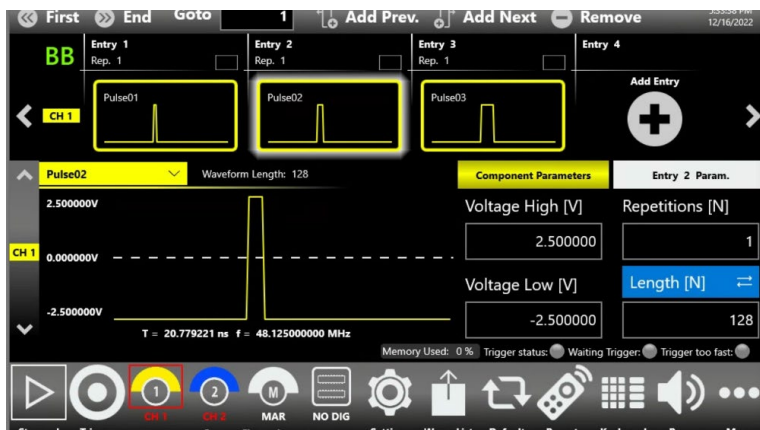 First End Goto 1 Add Prev. Add Next Remove
12/16/2022
BB
Entry 1
Rep. 1
Entry 2
Rep. 1
Entry 3
Rep. 1
Entry 4
CH 1
Pulse01
Pulse02
Pulse03
Add Entry
Pulse02
Waveform Length: 128
Component Parameters
Entry 2 Param.
2.500000V
CH 1
0.000000V
-2.500000V
T = 20.779221 ns f = 48.125000000 MHz
Voltage High [V]
2.500000
Voltage Low [V]
-2.500000
Repetitions [N]
1
Length [N]
128
Memory Used: 0 % Trigger status: Waiting Trigger: Trigger too fast:
1
2
M
CH 1
CH 2
MAR
NO DIG